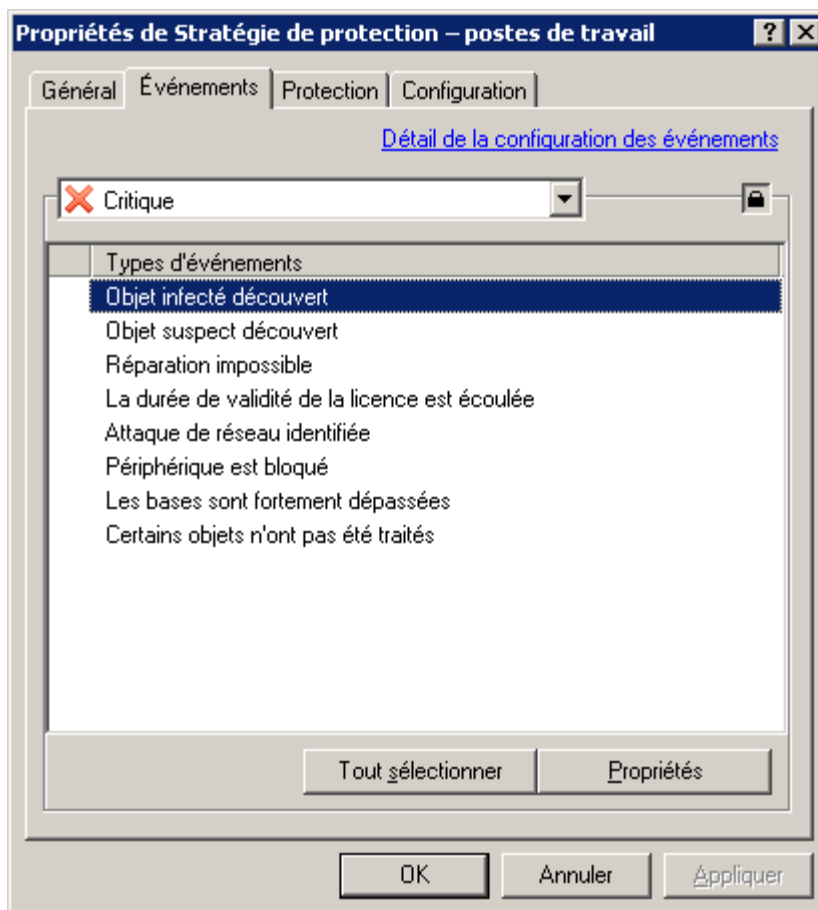 Propriétés de Stratégie de protection – postes de travail
Général Événements Protection Configuration
Détail de la configuration des événements
Critique
Types d'événements
Objet infecté découvert
Objet suspect découvert
Réparation impossible
La durée de validité de la licence est écoulée
Attaque de réseau identifiée
Périphérique est bloqué
Les bases sont fortement dépassées
Certains objets n'ont pas été traités
Tout sélectionner Propriétés
OK Annuler Appliquer